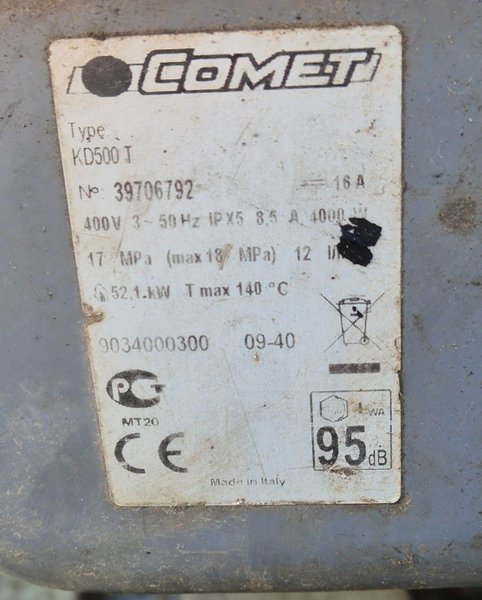 COMET
Type
KD500 T
N° 39706792 16 A
400V 3~ 50 Hz IPX5 8,5 A 4000 W
17 MPa (max 18 MPa) 12
52,1 kW T max 140 °C
9034000300 09-40
РСТ
MT20
CE
LWA
95 dB
Made in Italy